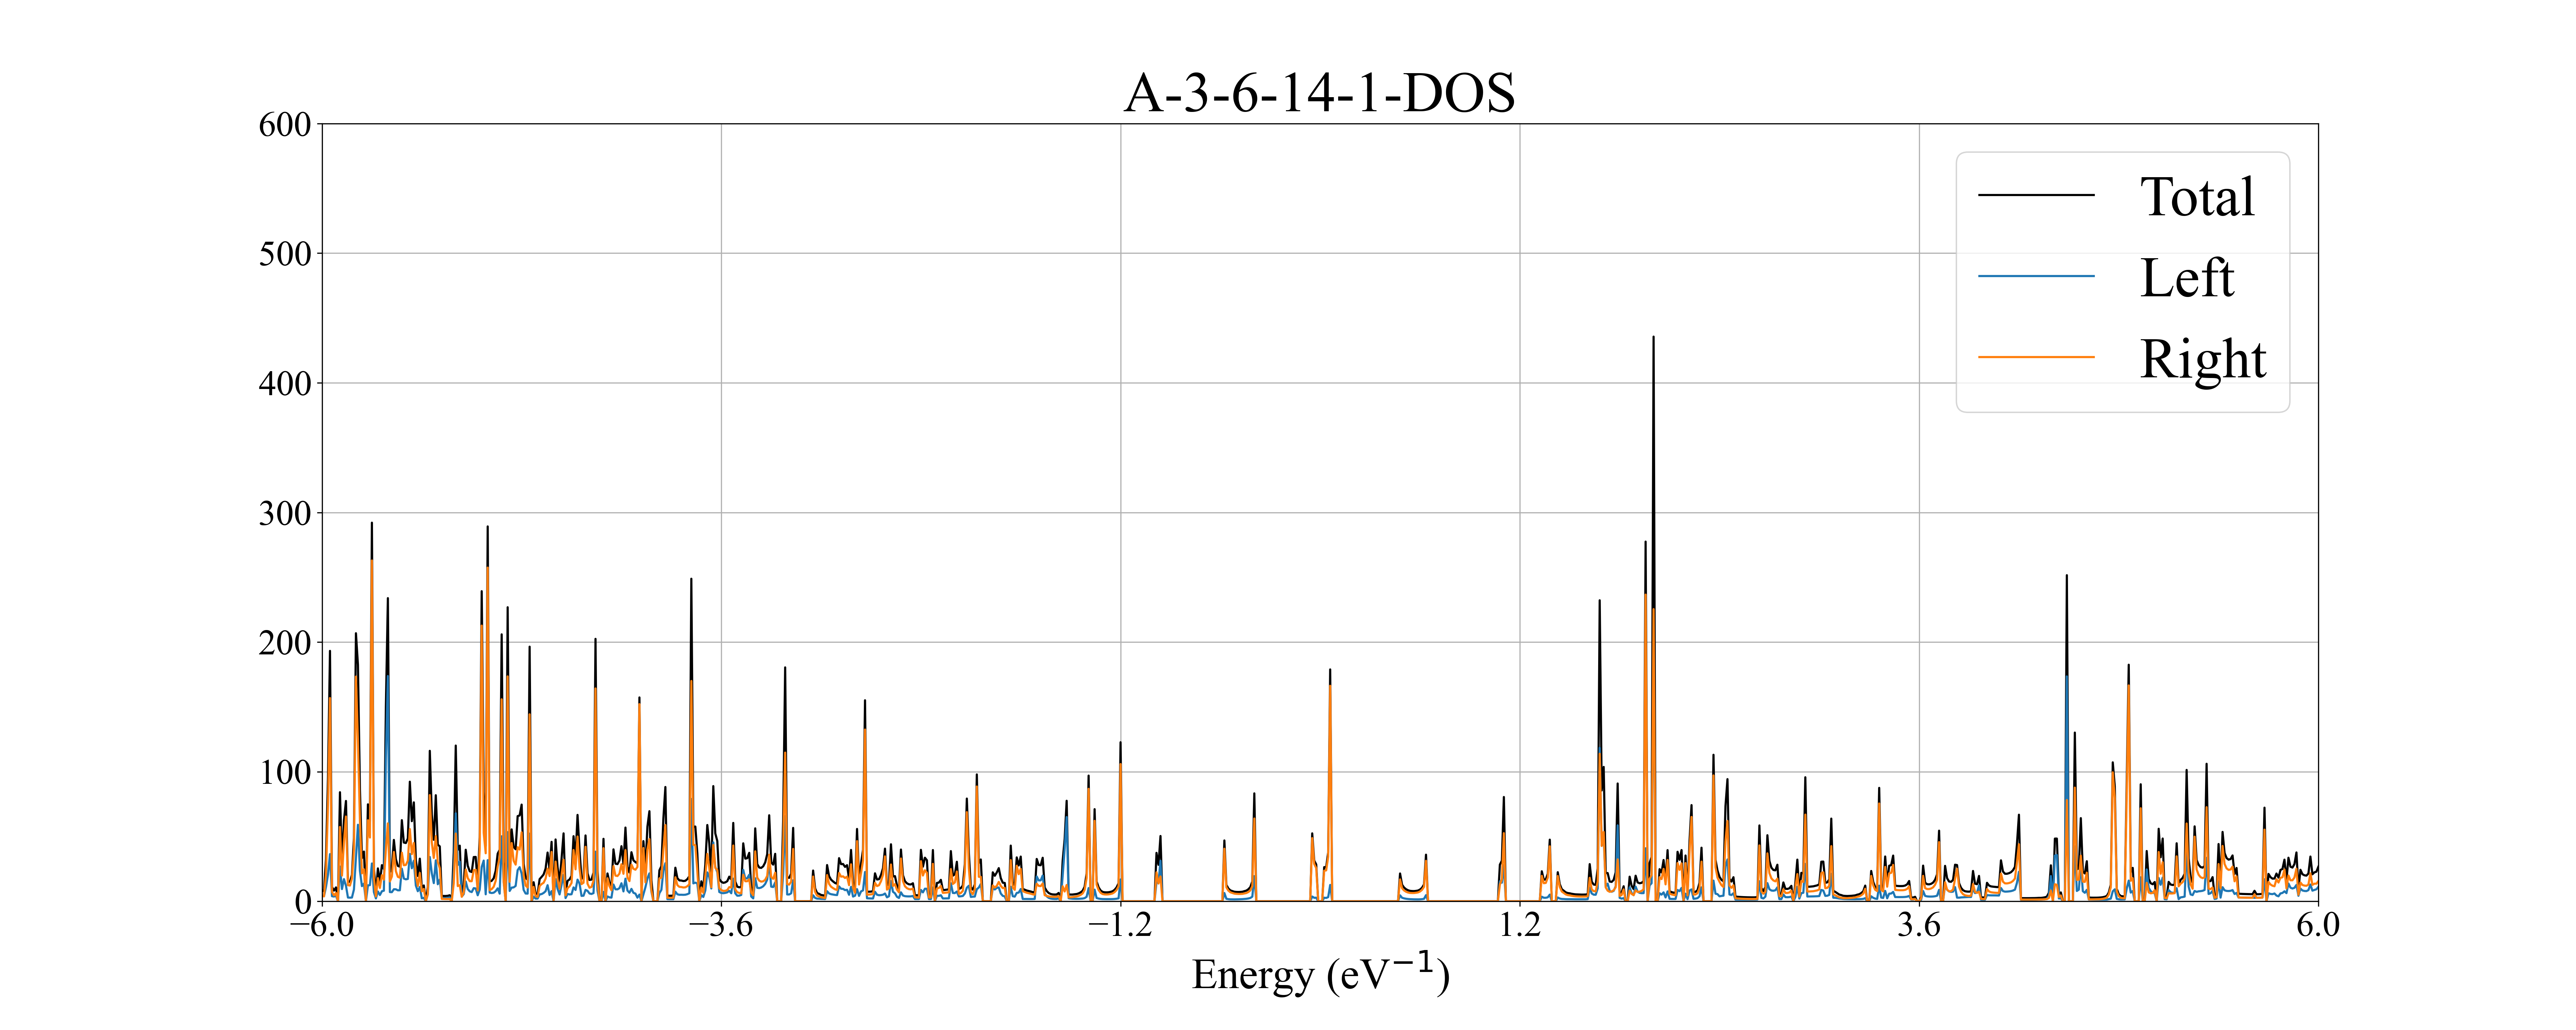 A-3-6-14-1-DOS
600
500
400
300
200
100
0
Total
Left
Right
−6.0 −3.6 −1.2 1.2 3.6 6.0
Energy (eV⁻¹)